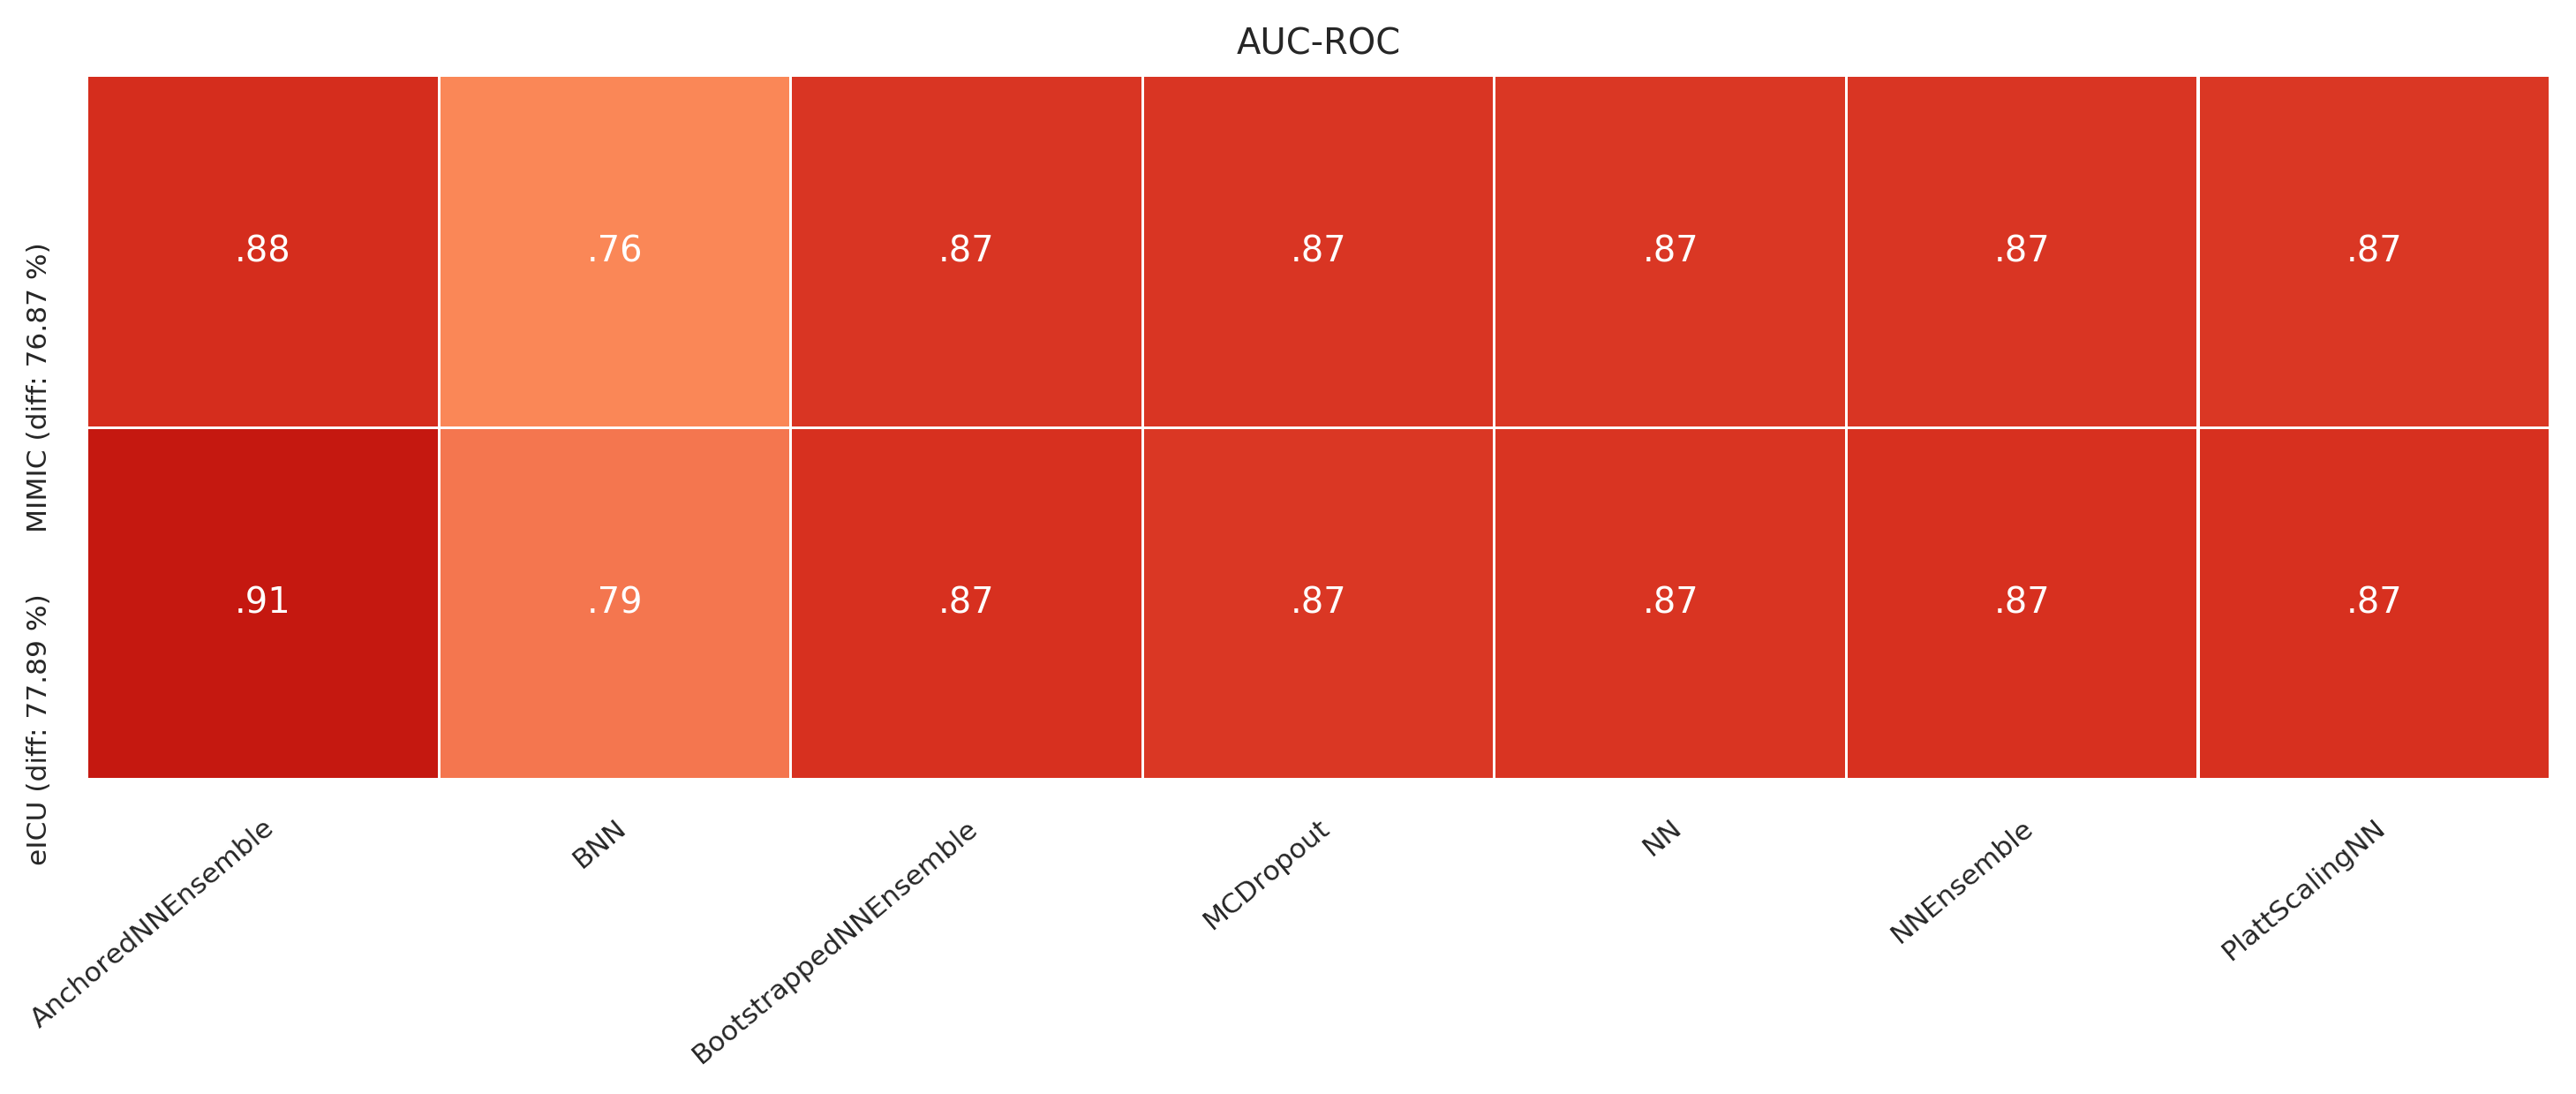 AUC-ROC
MIMIC (diff: 76.87 %)
.88 .76 .87 .87 .87 .87 .87
eICU (diff: 77.89 %)
.91 .79 .87 .87 .87 .87 .87
AnchoredNNEnsemble BNN BootstrappedNNEnsemble MCDropout NN NNEnsemble PlattScalingNN